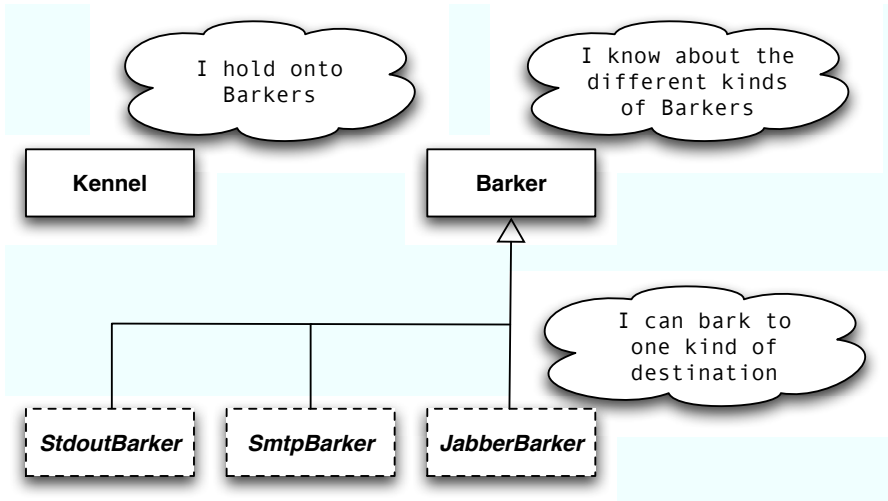 I hold onto
Barkers
I know about the
different kinds
of Barkers
Kennel
Barker
I can bark to
one kind of
destination
StdoutBarker
SmtpBarker
JabberBarker